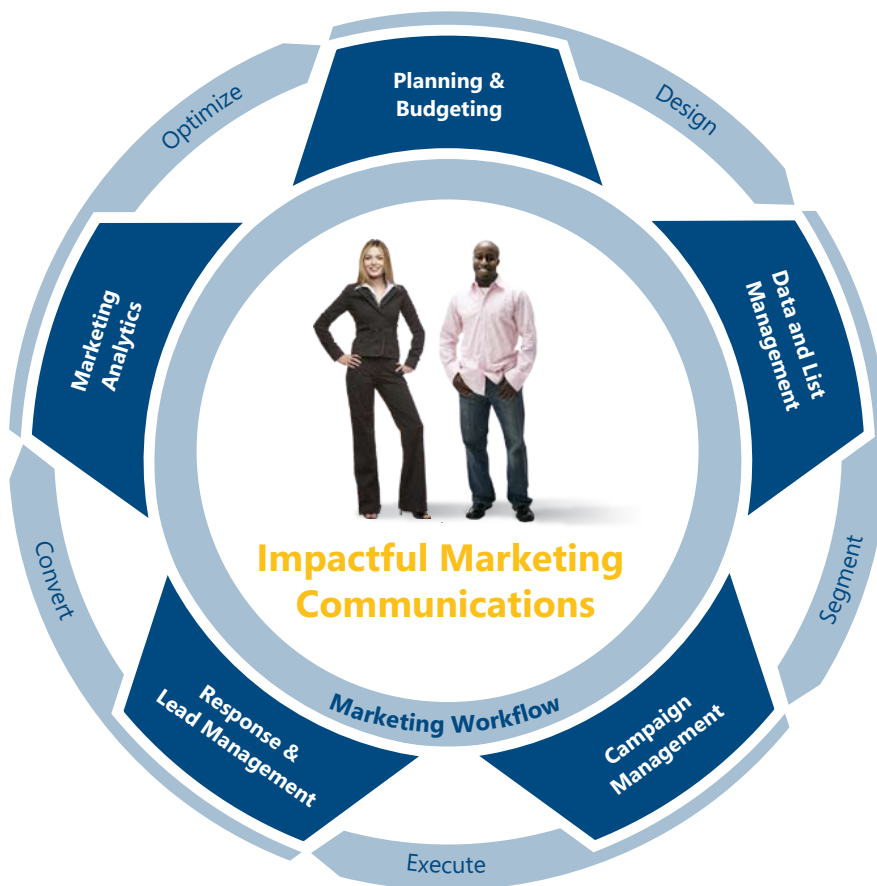 Planning &
Budgeting
Design
Data and List
Management
Segment
Campaign
Management
Execute
Response &
Lead Management
Convert
Marketing
Analytics
Optimize
Impactful Marketing
Communications
Marketing Workflow